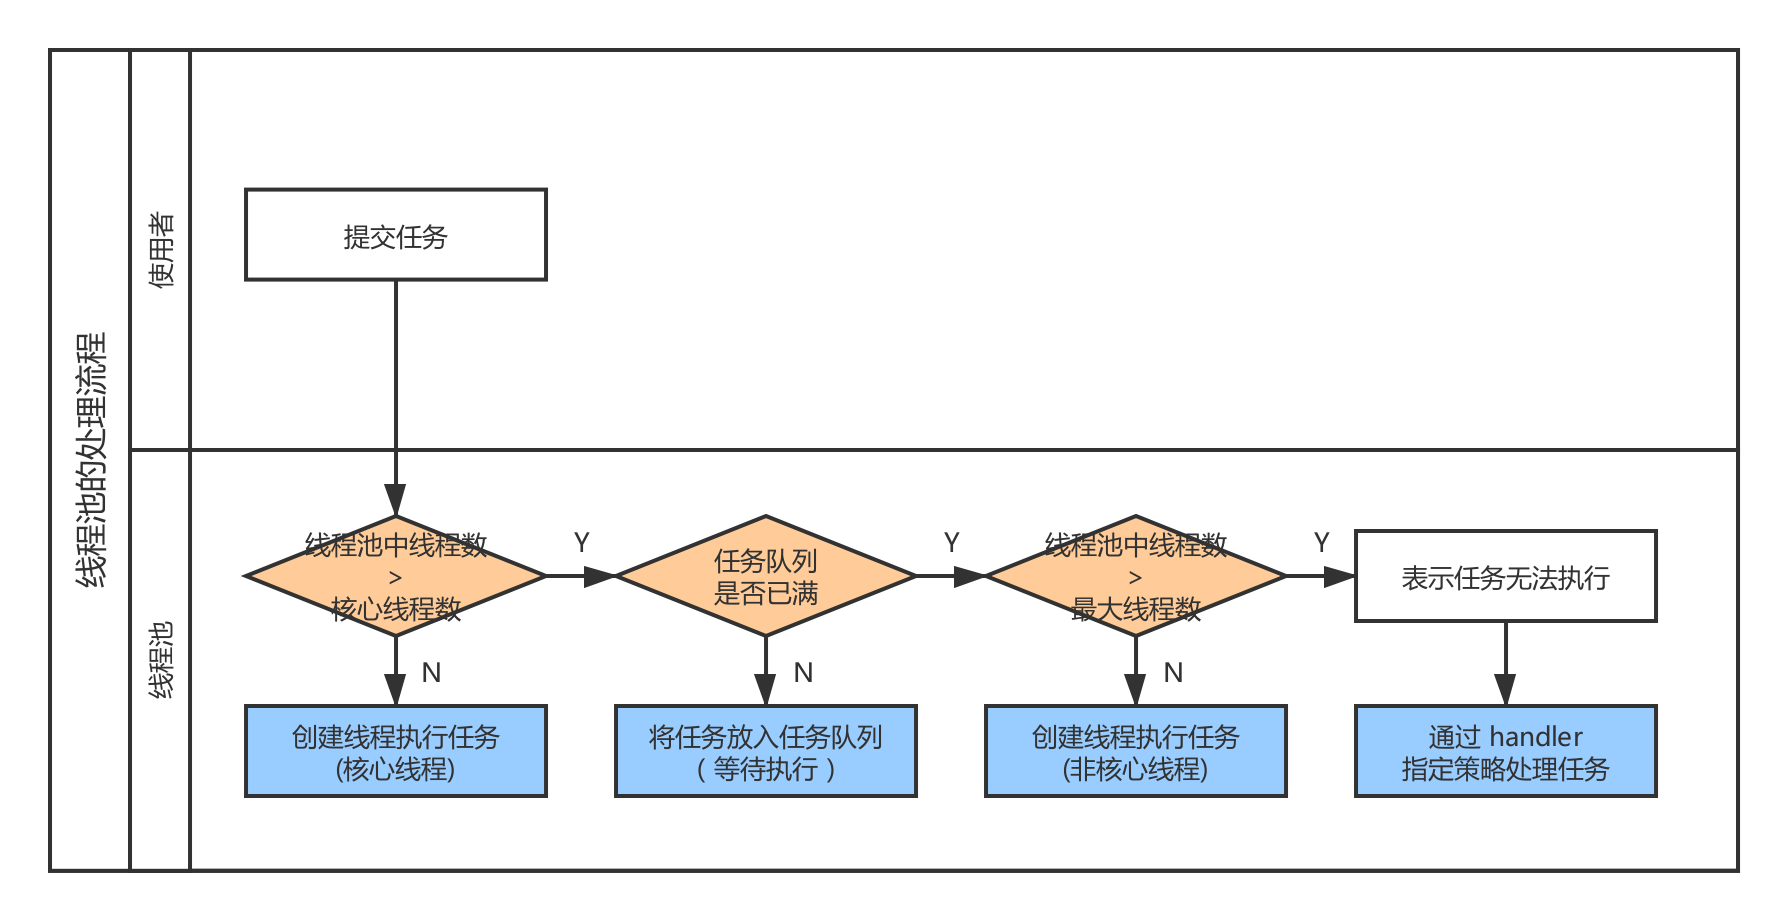 线程池的处理流程
使用者
提交任务
线程池
线程池中线程数
>
核心线程数
Y
任务队列
是否已满
Y
线程池中线程数
>
最大线程数
Y
表示任务无法执行
N
N
N
创建线程执行任务
(核心线程)
将任务放入任务队列
（等待执行）
创建线程执行任务
(非核心线程)
通过 handler
指定策略处理任务